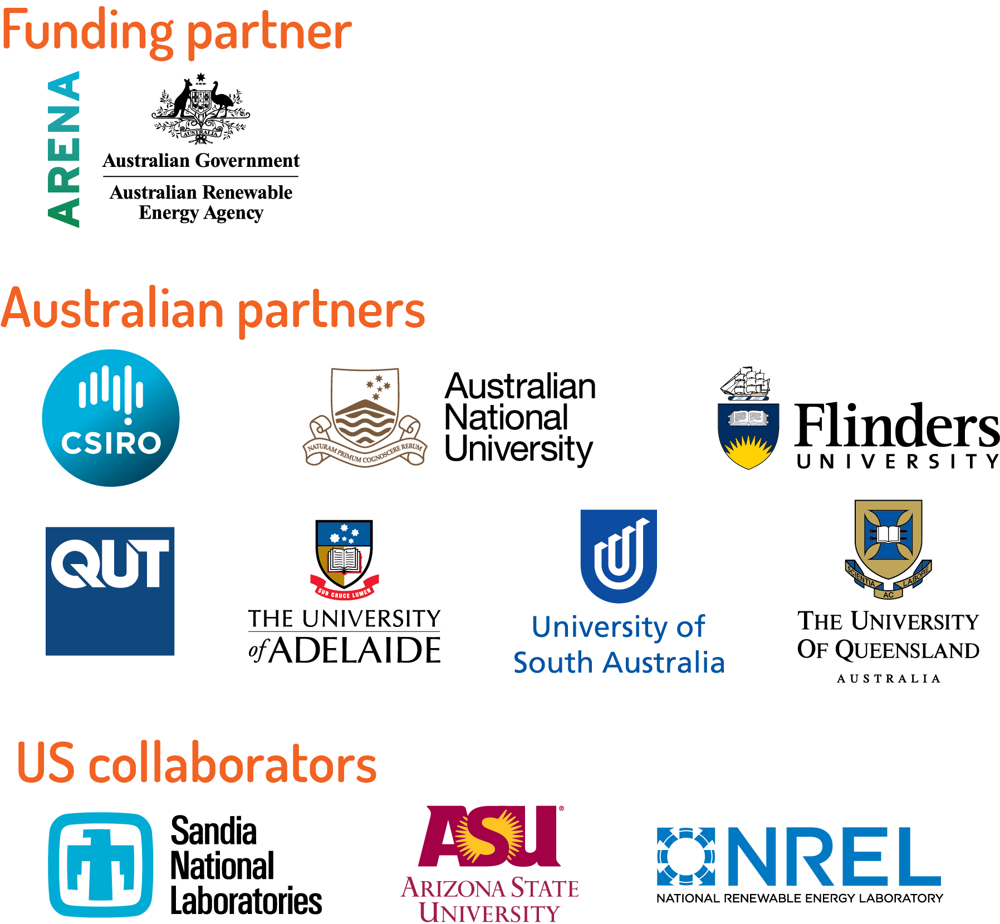 Funding partner
ARENA
AUSTRALIA
Australian Government
Australian Renewable
Energy Agency
Australian partners
CSIRO
NATURAM PRIMUM COGNOSCERE RERUM
Australian
National
University
Flinders
UNIVERSITY
QUT
SUB CRUCE LUMEN
THE UNIVERSITY
of ADELAIDE
University of
South Australia
SCIENTIA AC LABORE
THE UNIVERSITY
OF QUEENSLAND
AUSTRALIA
US collaborators
Sandia
National
Laboratories
ASU®
ARIZONA STATE
UNIVERSITY
NREL
NATIONAL RENEWABLE ENERGY LABORATORY